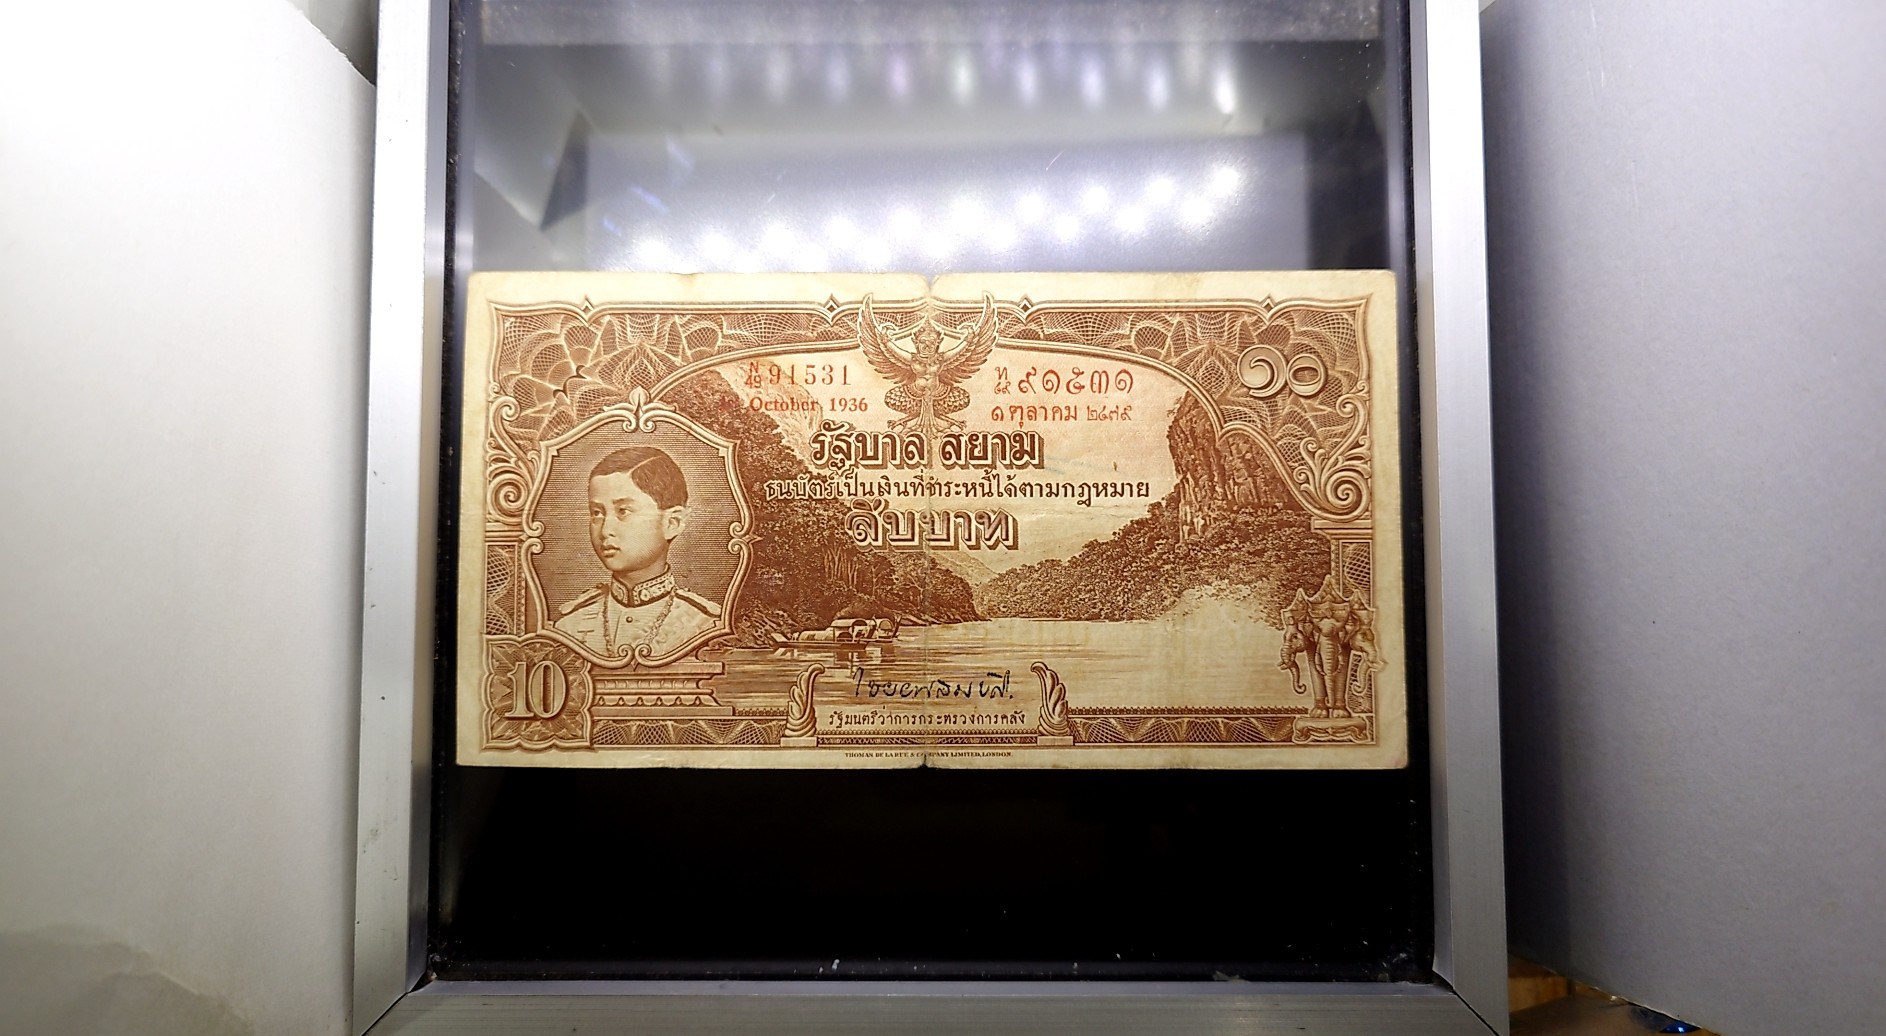 N/49 91531
ท/๔๙ ๙๑๕๓๑
October 1936
๑ ตุลาคม ๒๔๗๙
๑๐
รัฐบาล สยาม
ธนบัตร์เป็นเงินที่ชำระหนี้ได้ตามกฎหมาย
สิบบาท
10
รัฐมนตรีว่าการกระทรวงการคลัง
THOMAS DE LA RUE & COMPANY LIMITED, LONDON.